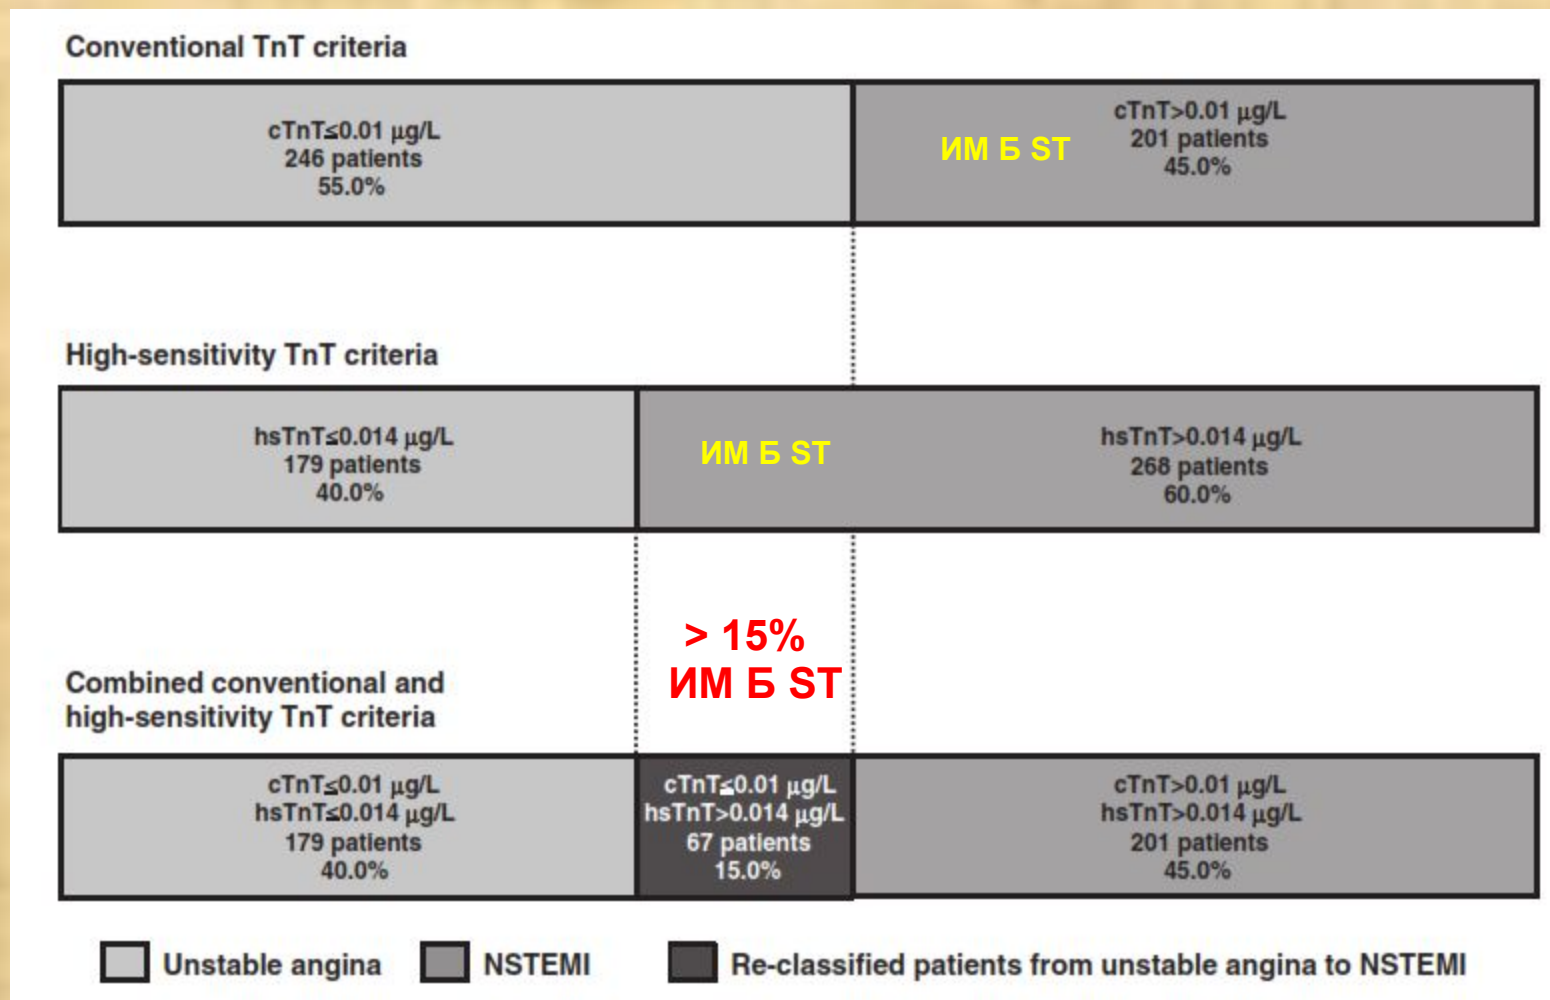 Conventional TnT criteria
cTnT≤0.01 μg/L
246 patients
55.0%
ИМ Б ST
cTnT>0.01 μg/L
201 patients
45.0%
High-sensitivity TnT criteria
hsTnT≤0.014 μg/L
179 patients
40.0%
ИМ Б ST
hsTnT>0.014 μg/L
268 patients
60.0%
> 15%
ИМ Б ST
Combined conventional and
high-sensitivity TnT criteria
cTnT≤0.01 μg/L
hsTnT≤0.014 μg/L
179 patients
40.0%
cTnT≤0.01 μg/L
hsTnT>0.014 μg/L
67 patients
15.0%
cTnT>0.01 μg/L
hsTnT>0.014 μg/L
201 patients
45.0%
Unstable angina
NSTEMI
Re-classified patients from unstable angina to NSTEMI